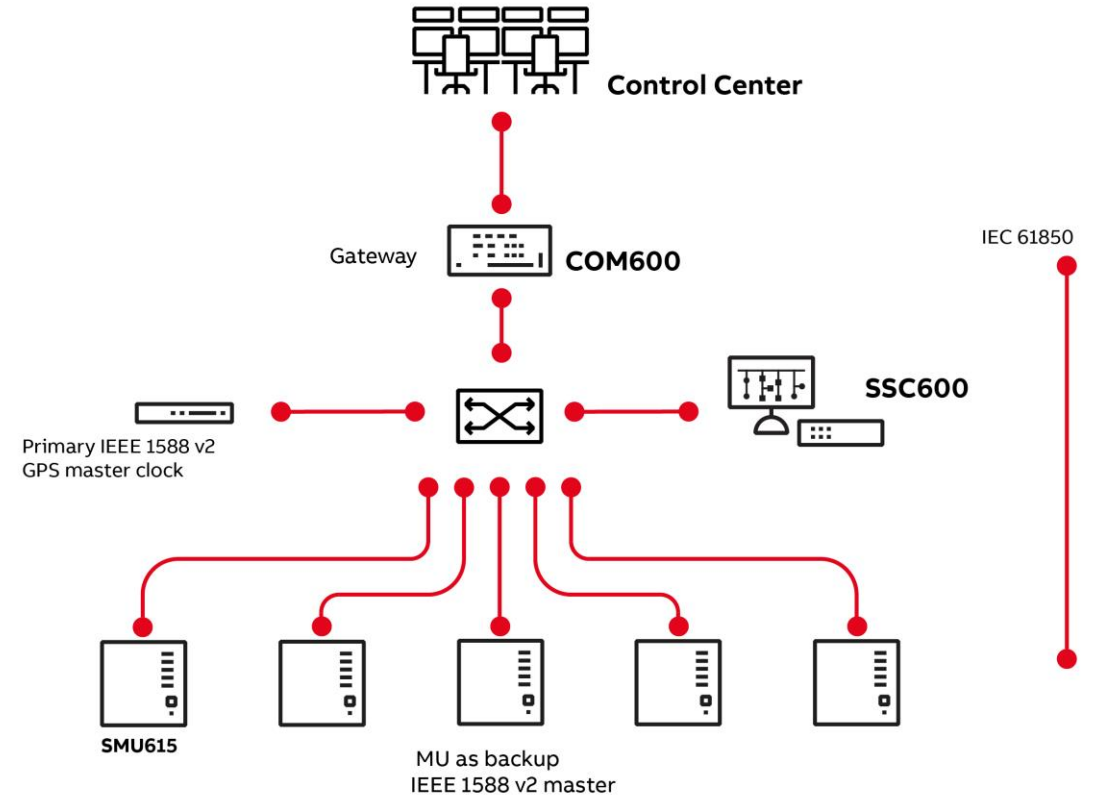 Control Center
Gateway
COM600
IEC 61850
SSC600
Primary IEEE 1588 v2
GPS master clock
SMU615
MU as backup
IEEE 1588 v2 master